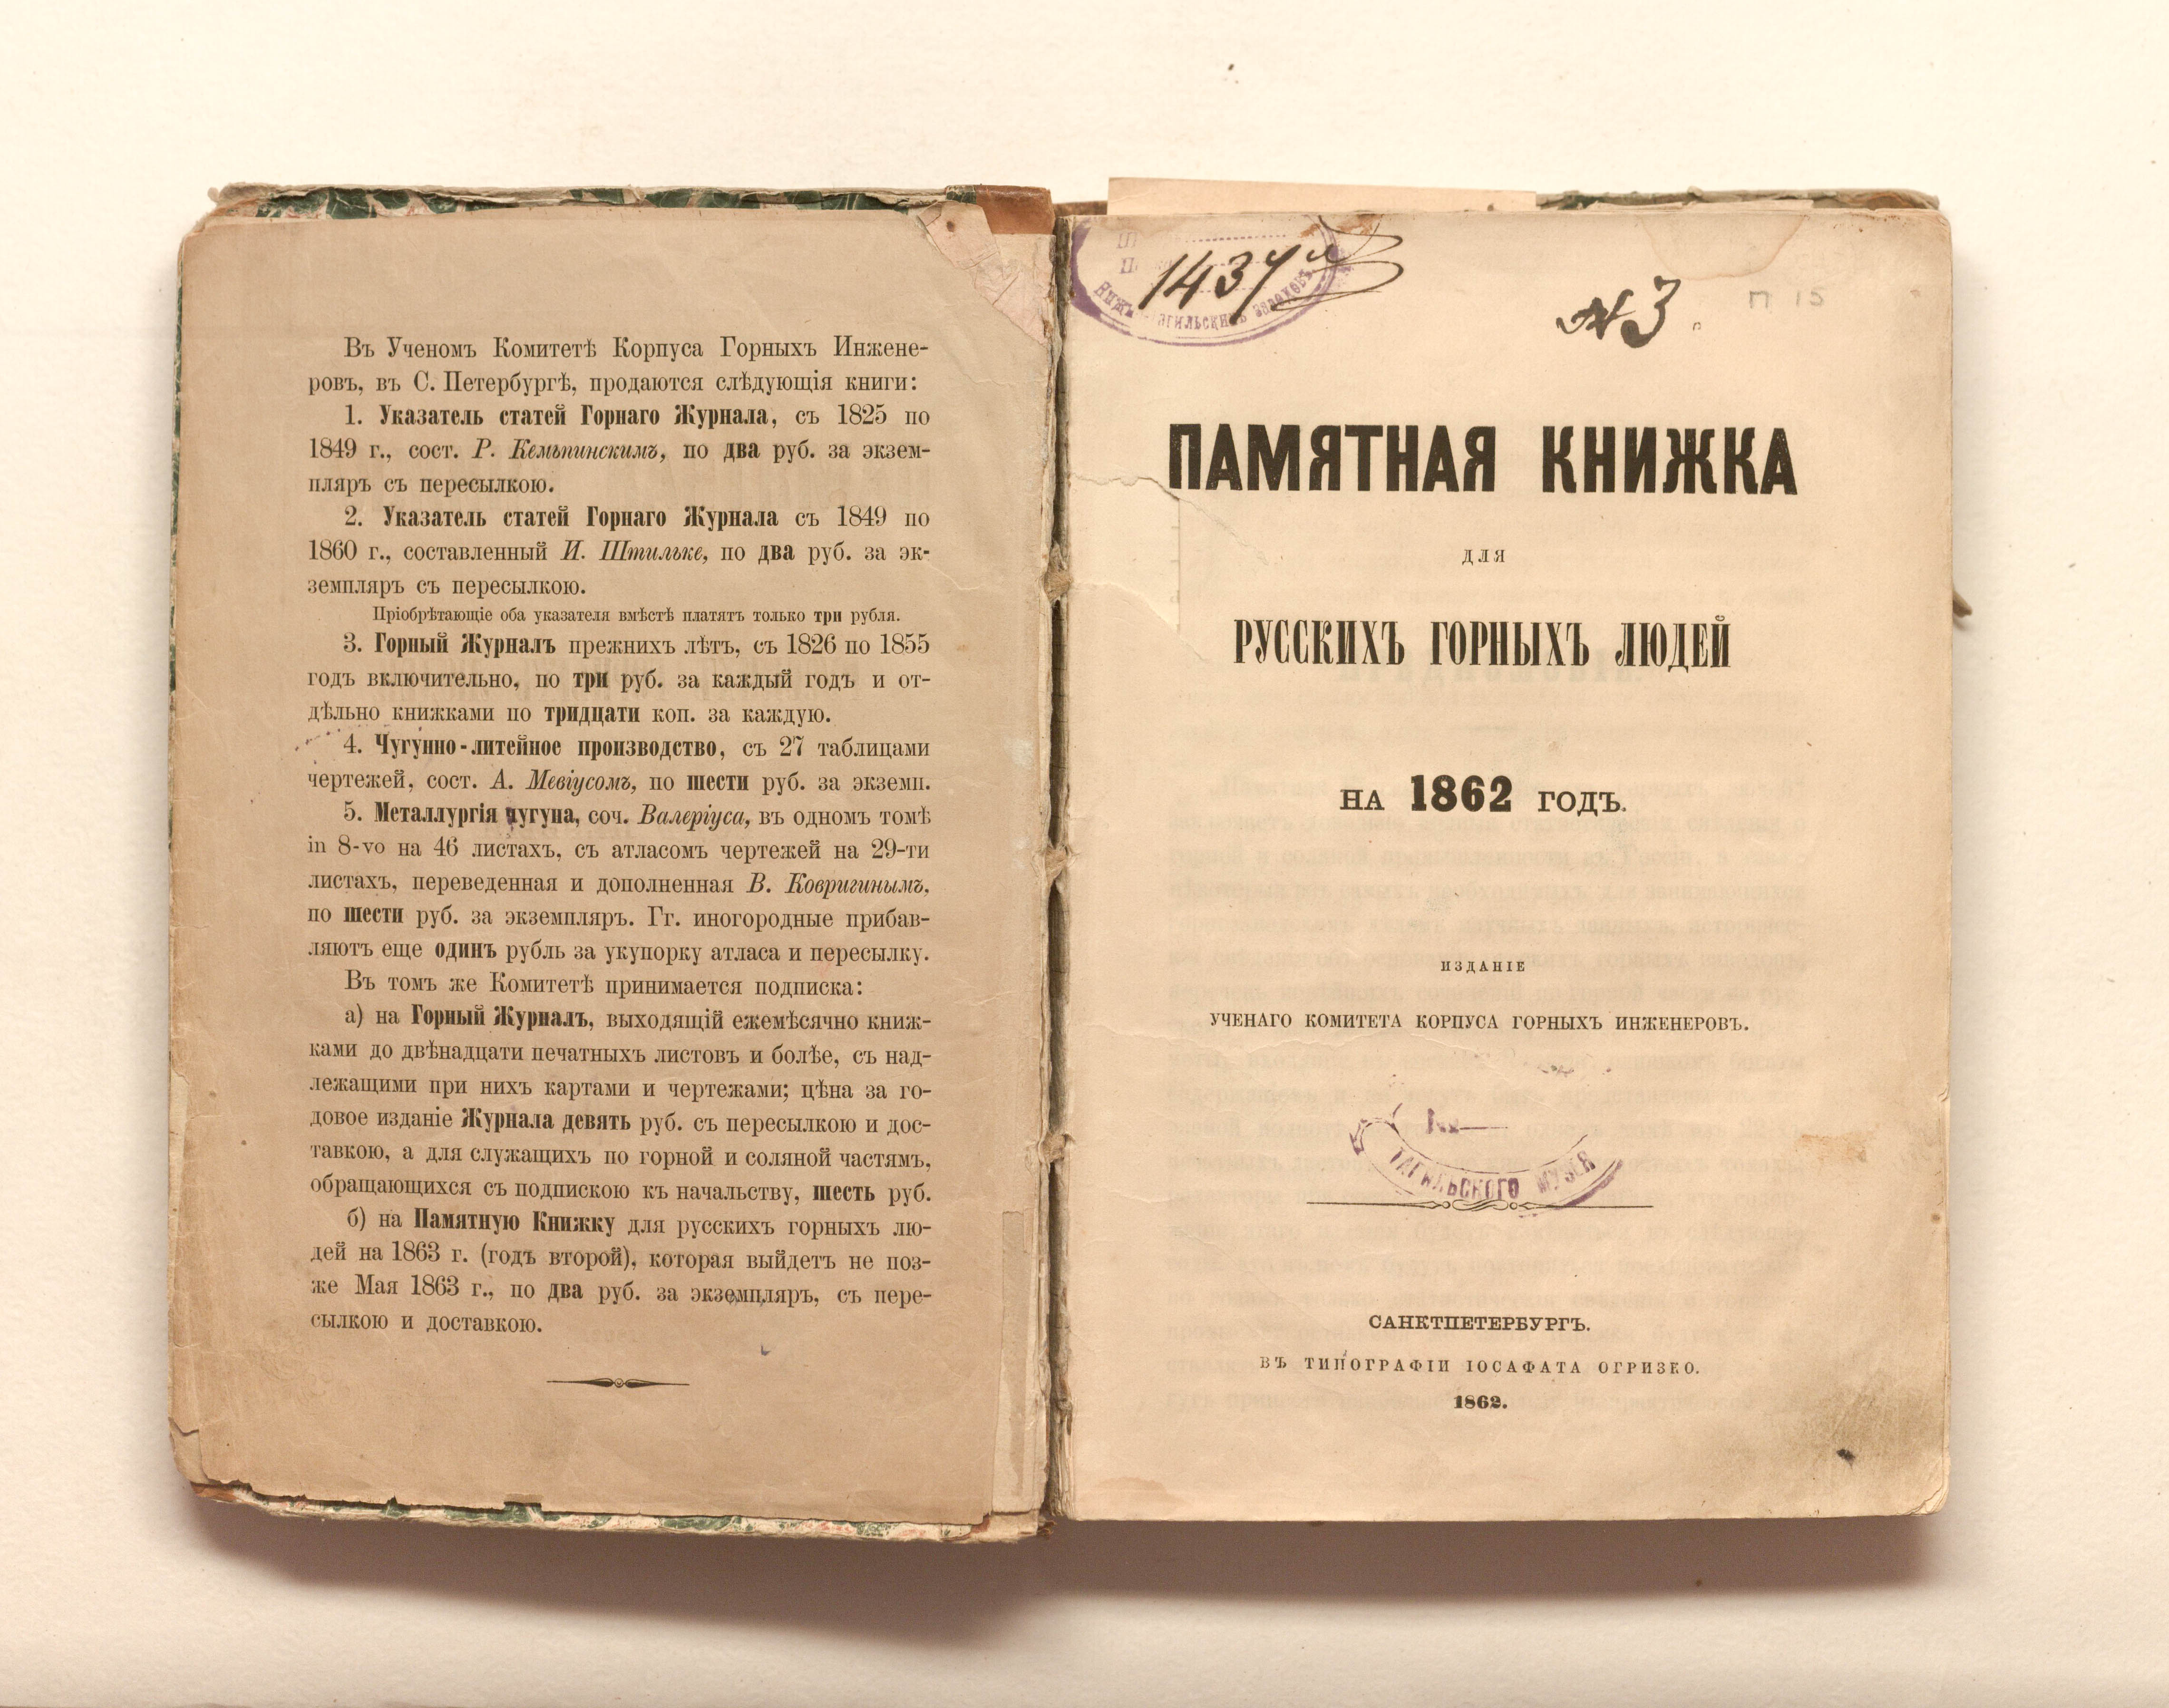 Въ Ученомъ Комитетѣ Корпуса Горныхъ Инжене-
ровъ, въ С. Петербургѣ, продаются слѣдующія книги:
1. Указатель статей Горнаго Журнала, съ 1825 по
1849 г., сост. Р. Кемьпинскимъ, по два руб. за экзем-
пляръ съ пересылкою.
2. Указатель статей Горнаго Журнала съ 1849 по
1860 г., составленный И. Штильке, по два руб. за эк-
земпляръ съ пересылкою.
Пріобрѣтающіе оба указателя вмѣстѣ платятъ только три рубля.
3. Горный Журналъ прежнихъ лѣтъ, съ 1826 по 1855
годъ включительно, по три руб. за каждый годъ и от-
дѣльно книжками по тридцати коп. за каждую.
4. Чугунно-литейное производство, съ 27 таблицами
чертежей, сост. А. Мевіусомъ, по шести руб. за экземп.
5. Металлургія чугуна, соч. Валеріуса, въ одномъ томѣ
in 8-vo на 46 листахъ, съ атласомъ чертежей на 29-ти
листахъ, переведенная и дополненная В. Ковригинымъ,
по шести руб. за экземпляръ. Гг. иногородные прибав-
ляютъ еще одинъ рубль за укупорку атласа и пересылку.
Въ томъ же Комитетѣ принимается подписка:
а) на Горный Журналъ, выходящій ежемѣсячно книж-
ками до двѣнадцати печатныхъ листовъ и болѣе, съ над-
лежащими при нихъ картами и чертежами; цѣна за го-
довое изданіе Журнала девять руб. съ пересылкою и дос-
тавкою, а для служащихъ по горной и соляной частямъ,
обращающихся съ подпискою къ начальству, шесть руб.
б) на Памятную Книжку для русскихъ горныхъ лю-
дей на 1863 г. (годъ второй), которая выйдетъ не поз-
же Мая 1863 г., по два руб. за экземпляръ, съ пере-
сылкою и доставкою.
1437
№ 3.
П 15
ПАМЯТНАЯ КНИЖКА
ДЛЯ
РУССКИХЪ ГОРНЫХЪ ЛЮДЕЙ
НА 1862 ГОДЪ.
ИЗДАНІЕ
УЧЕНАГО КОМИТЕТА КОРПУСА ГОРНЫХЪ ИНЖЕНЕРОВЪ.
№
ТАГИЛЬСКОГО МУЗЕЯ
САНКТПЕТЕРБУРГЪ.
ВЪ ТИПОГРАФІИ ІОСАФАТА ОГРИЗКО.
1862.